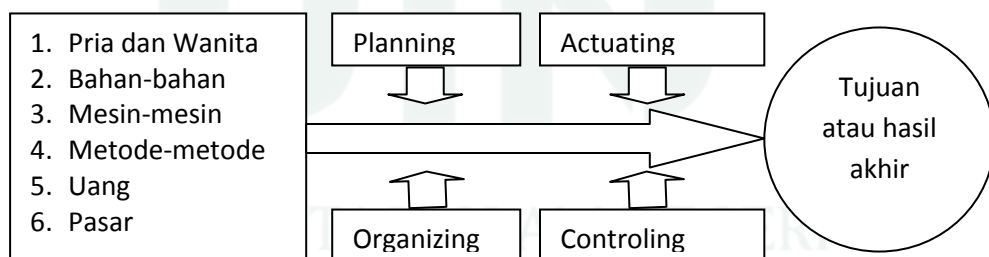 1. Pria dan Wanita
2. Bahan-bahan
3. Mesin-mesin
4. Metode-metode
5. Uang
6. Pasar
Planning
Actuating
Organizing
Controling
Tujuan
atau hasil
akhir